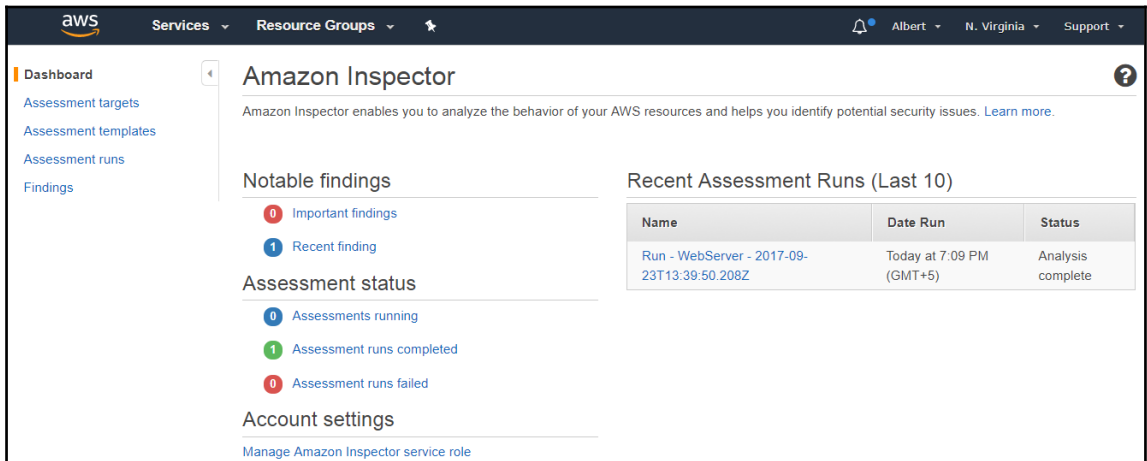 aws Services Resource Groups Albert N. Virginia Support
Dashboard
Assessment targets
Assessment templates
Assessment runs
Findings
Amazon Inspector
Amazon Inspector enables you to analyze the behavior of your AWS resources and helps you identify potential security issues. Learn more.
Notable findings
0 Important findings
1 Recent finding
Assessment status
0 Assessments running
1 Assessment runs completed
0 Assessment runs failed
Account settings
Manage Amazon Inspector service role
Recent Assessment Runs (Last 10)
Name Date Run Status
Run - WebServer - 2017-09- Today at 7:09 PM Analysis
23T13:39:50.208Z (GMT+5) complete